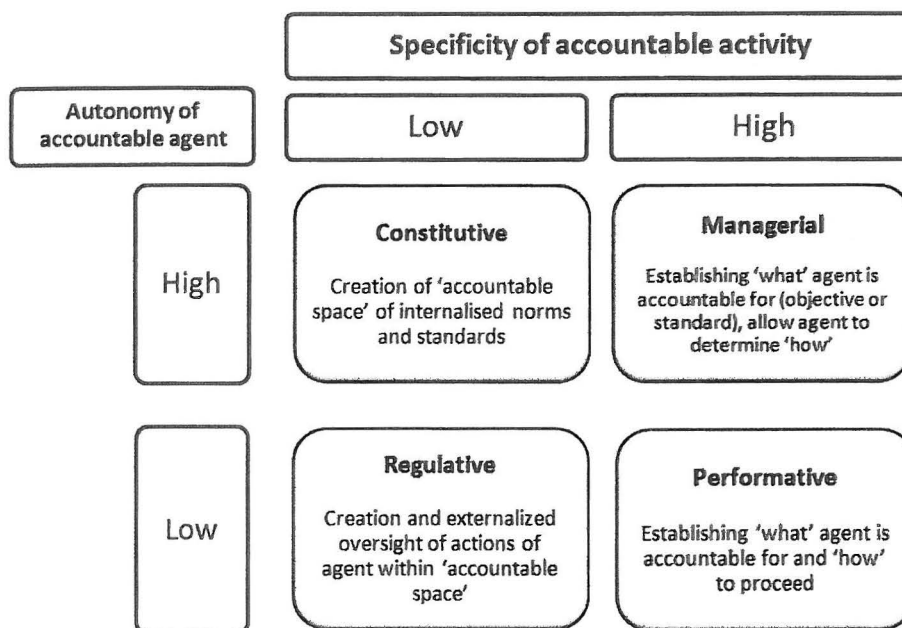 Specificity of accountable activity
Autonomy of
accountable agent
Low
High
High
Constitutive
Creation of ‘accountable
space’ of internalised norms
and standards
Managerial
Establishing ‘what’ agent is
accountable for (objective or
standard), allow agent to
determine ‘how’
Low
Regulative
Creation and externalized
oversight of actions of
agent within ‘accountable
space’
Performative
Establishing ‘what’ agent is
accountable for and ‘how’
to proceed